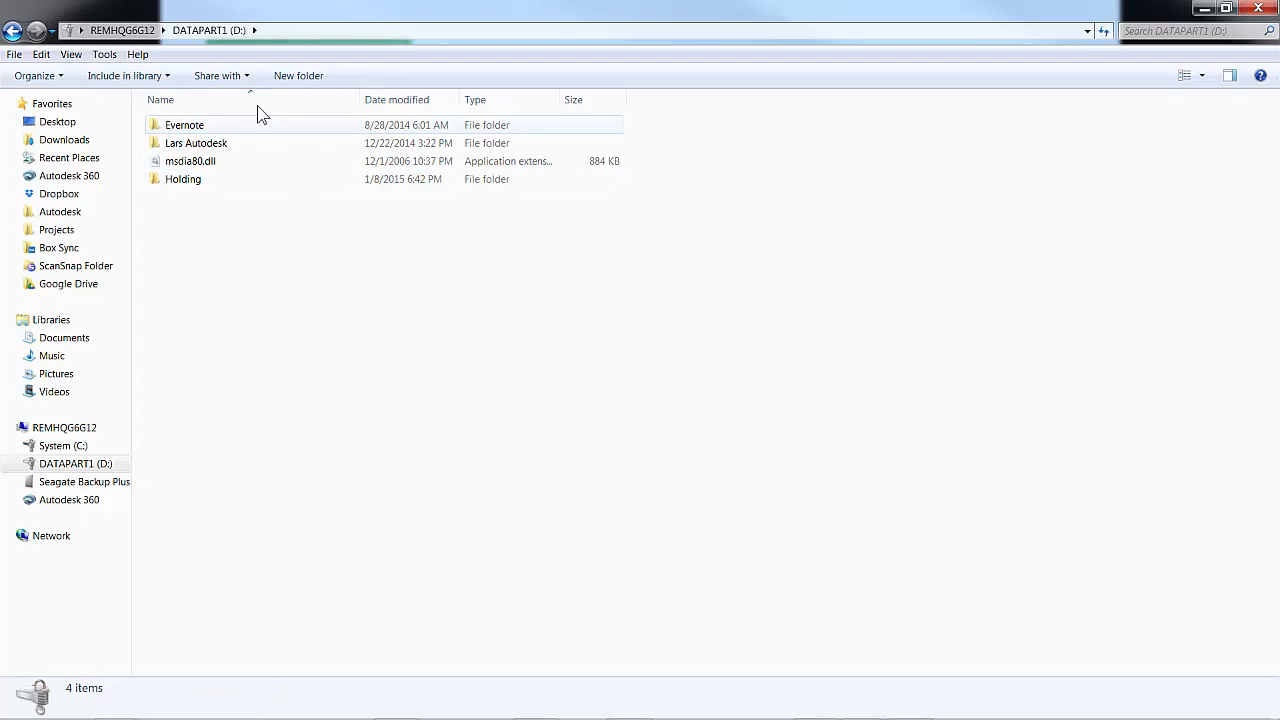 REMHQG6G12 DATAPART1 (D:) Search DATAPART1 (D:)
File Edit View Tools Help
Organize Include in library Share with New folder
Name Date modified Type Size
Evernote 8/28/2014 6:01 AM File folder
Lars Autodesk 12/22/2014 3:22 PM File folder
msdia80.dll 12/1/2006 10:37 PM Application extens... 884 KB
Holding 1/8/2015 6:42 PM File folder
Favorites
Desktop
Downloads
Recent Places
Autodesk 360
Dropbox
Autodesk
Projects
Box Sync
ScanSnap Folder
Google Drive
Libraries
Documents
Music
Pictures
Videos
REMHQG6G12
System (C:)
DATAPART1 (D:)
Seagate Backup Plus
Autodesk 360
Network
4 items